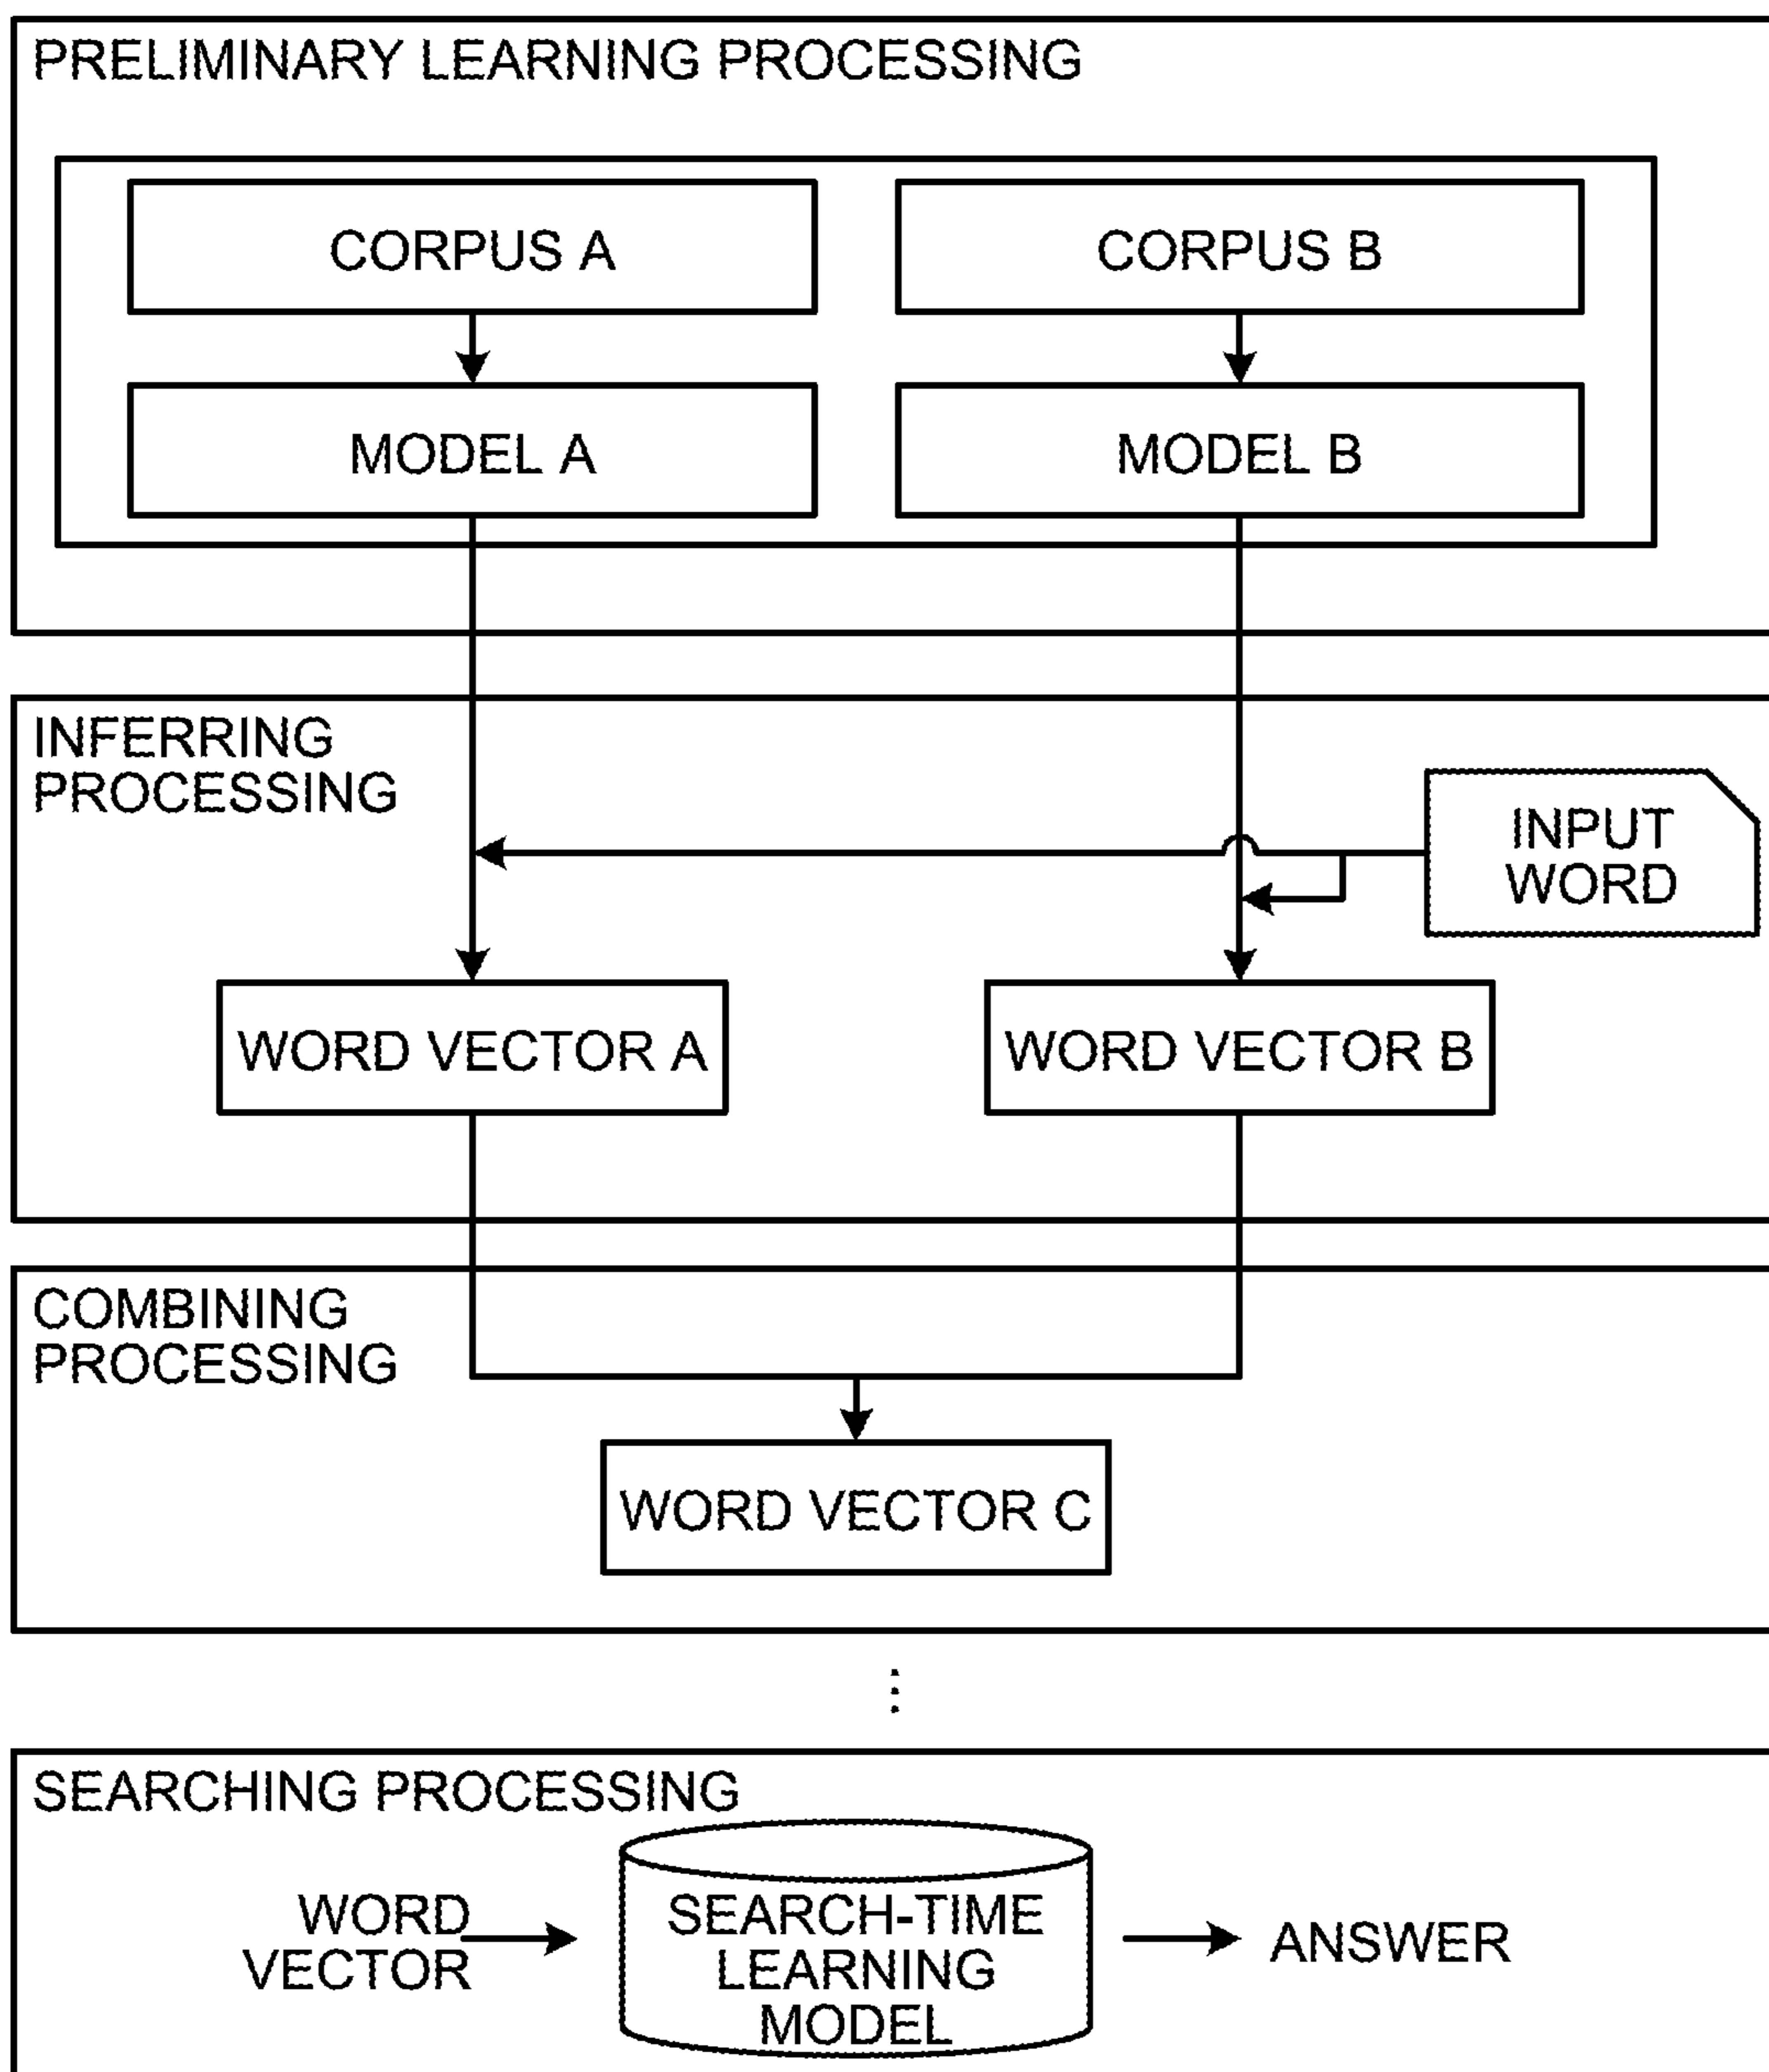 PRELIMINARY LEARNING PROCESSING
CORPUS A
CORPUS B
MODEL A
MODEL B
INFERRING
PROCESSING
INPUT
WORD
WORD VECTOR A
WORD VECTOR B
COMBINING
PROCESSING
WORD VECTOR C
⋮
SEARCHING PROCESSING
WORD
VECTOR
SEARCH-TIME
LEARNING
MODEL
ANSWER